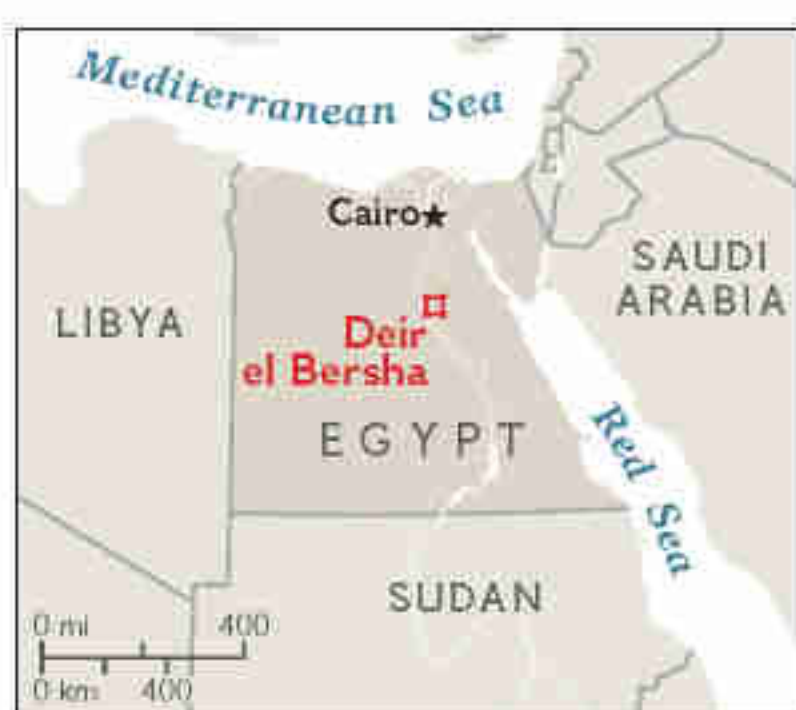 Mediterranean Sea
Cairo
SAUDI
ARABIA
LIBYA
Deir
el Bersha
EGYPT
Red Sea
SUDAN
0 mi 400
0 km 400